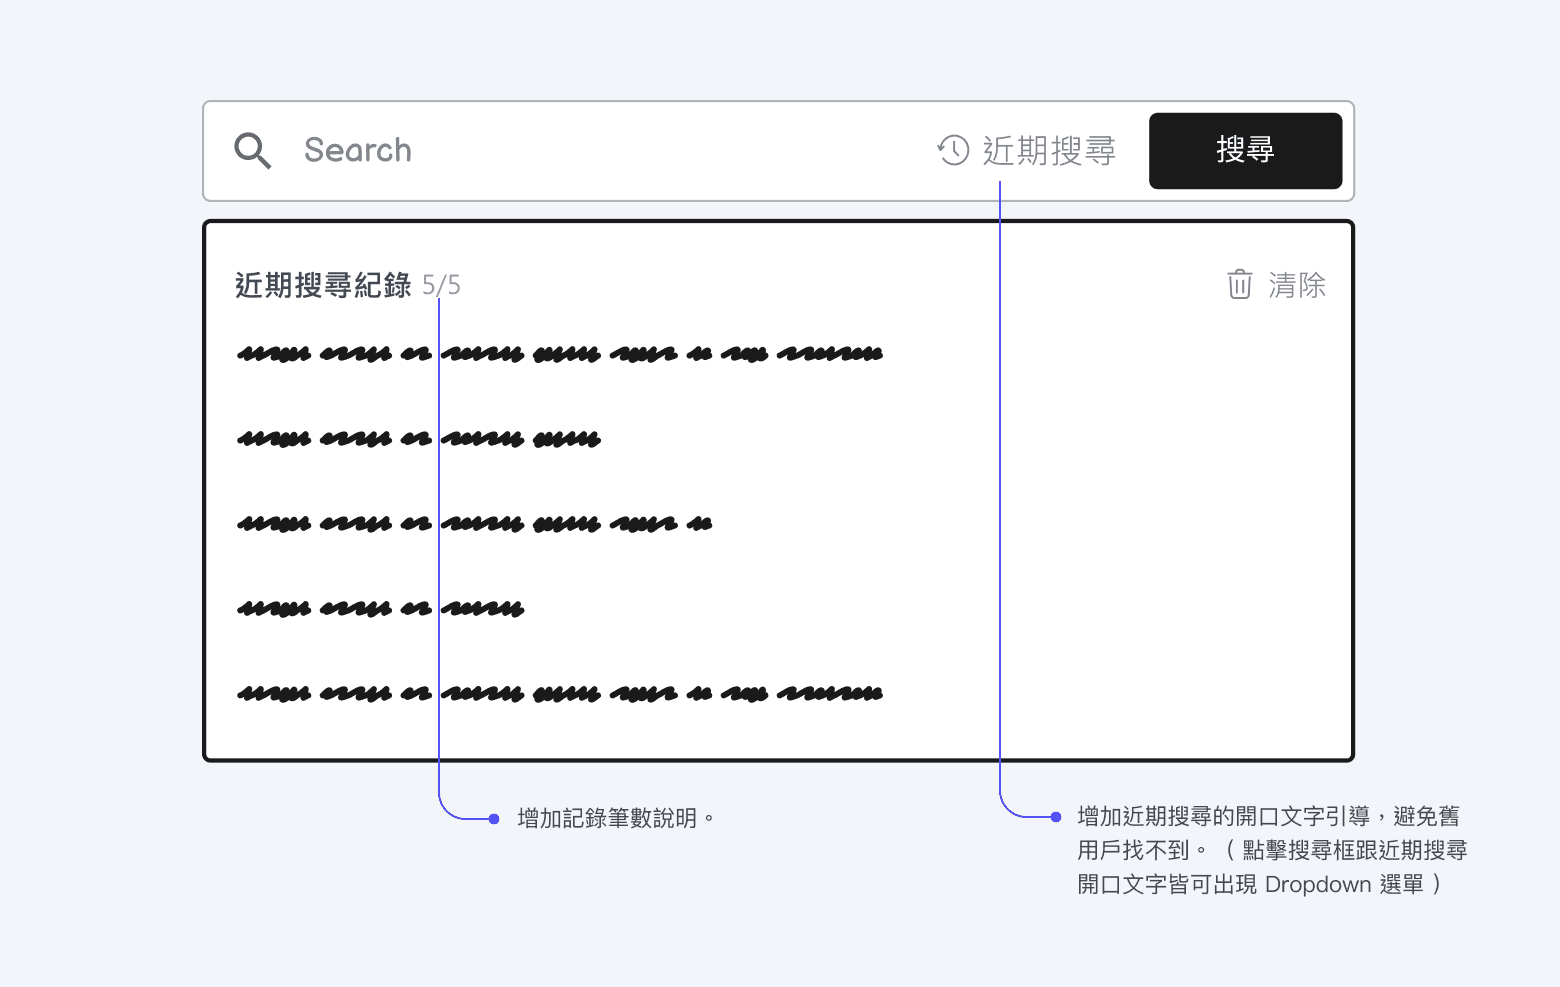 Search
近期搜尋
搜尋
近期搜尋紀錄 5/5
清除
增加記錄筆數說明。
增加近期搜尋的開口文字引導，避免舊
用戶找不到。（點擊搜尋框跟近期搜尋
開口文字皆可出現 Dropdown 選單 ）